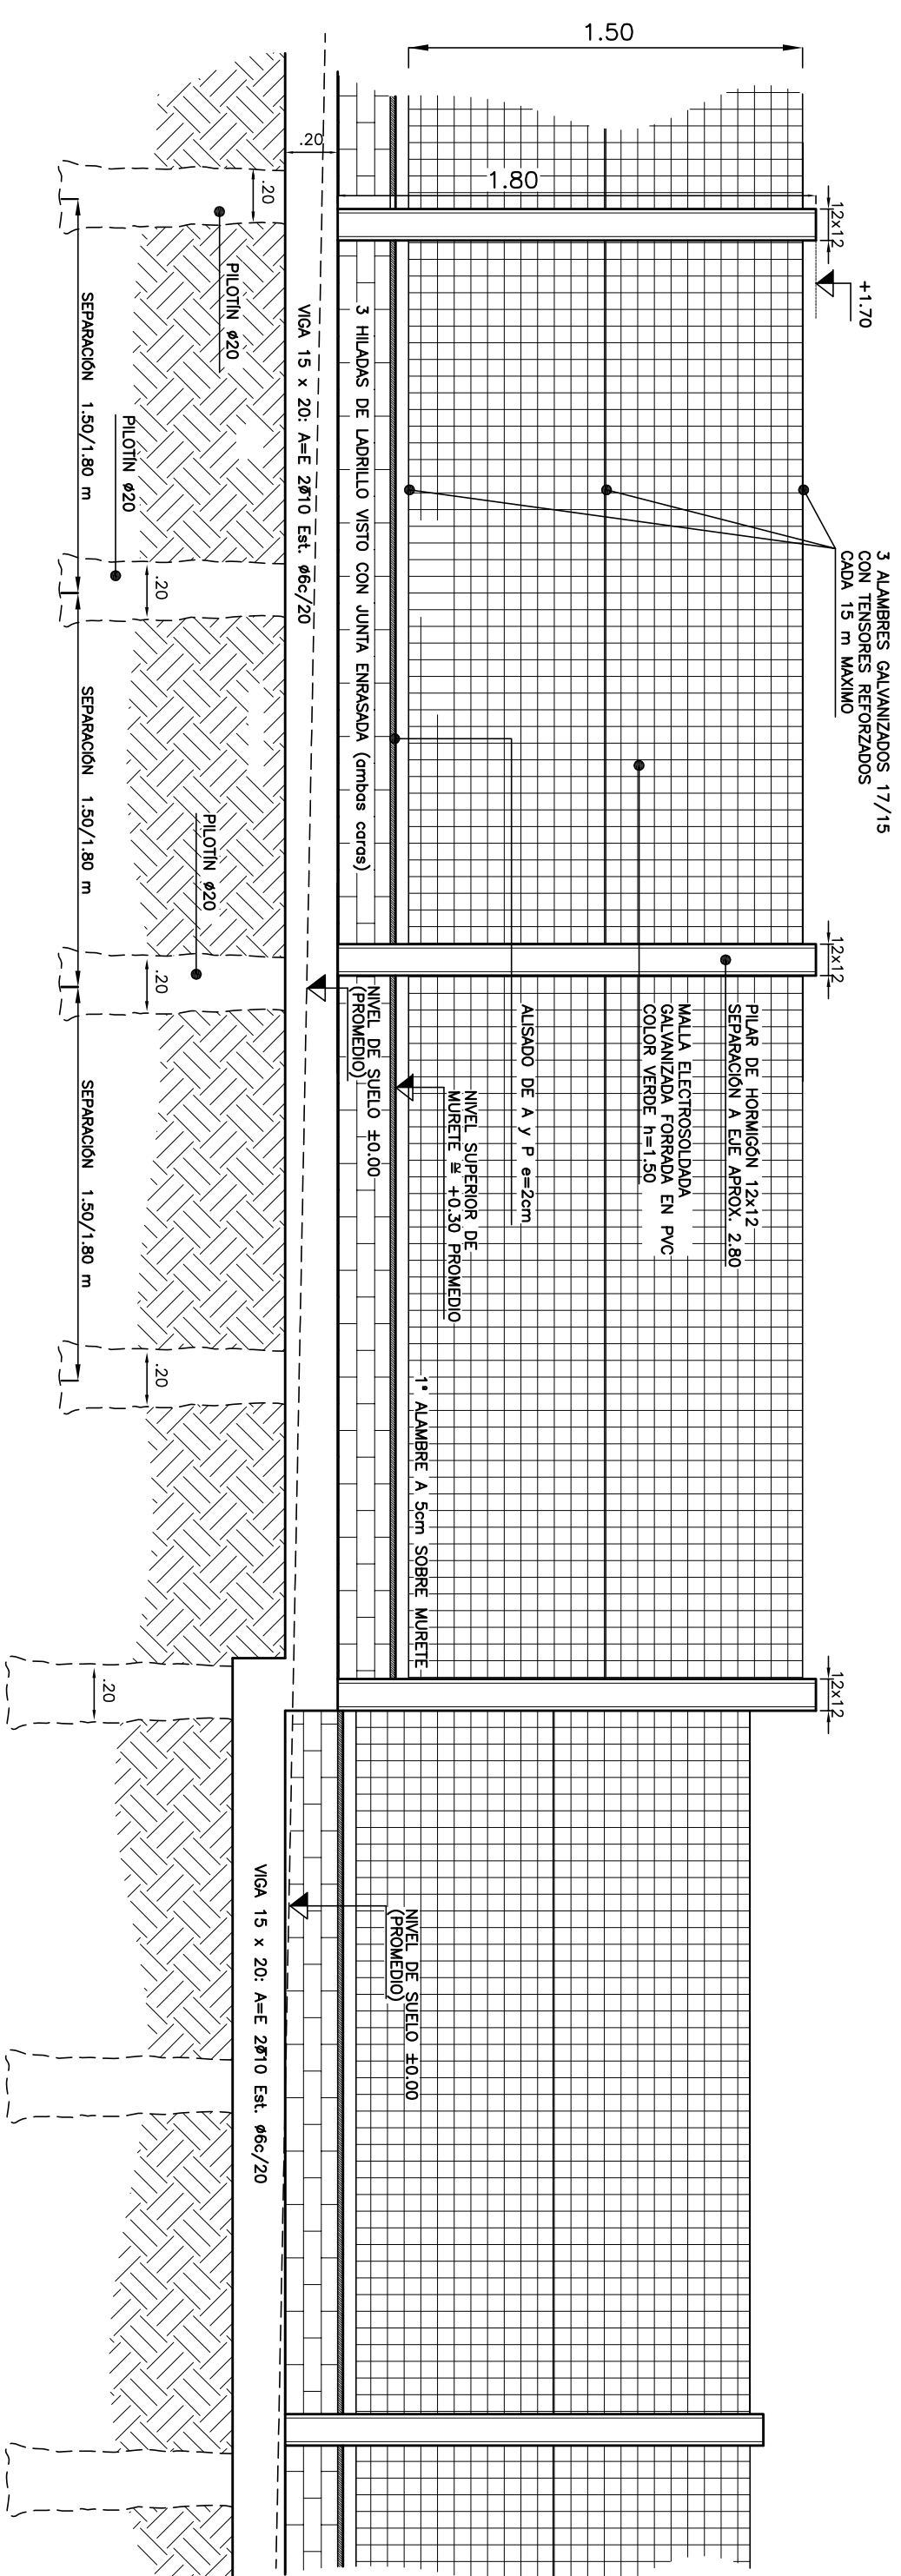 3 ALAMBRES GALVANIZADOS 17/15
CON TENSORES REFORZADOS
CADA 15 m MAXIMO
+1.70
12x12
12x12
12x12
1.50
1.80
PILAR DE HORMIGÓN 12x12
SEPARACIÓN A EJE APROX. 2.80
MALLA ELECTROSOLDADA
GALVANIZADA FORRADA EN PVC
COLOR VERDE h=1.50
ALISADO DE A y P e=2cm
NIVEL SUPERIOR DE
MURETE ≅ +0.30 PROMEDIO
1° ALAMBRE A 5cm SOBRE MURETE
NIVEL DE SUELO ±0.00
(PROMEDIO)
NIVEL DE SUELO ±0.00
(PROMEDIO)
3 HILADAS DE LADRILLO VISTO CON JUNTA ENRASADA (ambas caras)
.20
VIGA 15 x 20: A=E 2Ø10 Est. Ø6c/20
VIGA 15 x 20: A=E 2Ø10 Est. Ø6c/20
.20
PILOTÍN Ø20
PILOTÍN Ø20
.20
PILOTÍN Ø20
.20
.20
.20
SEPARACIÓN 1.50/1.80 m
SEPARACIÓN 1.50/1.80 m
SEPARACIÓN 1.50/1.80 m